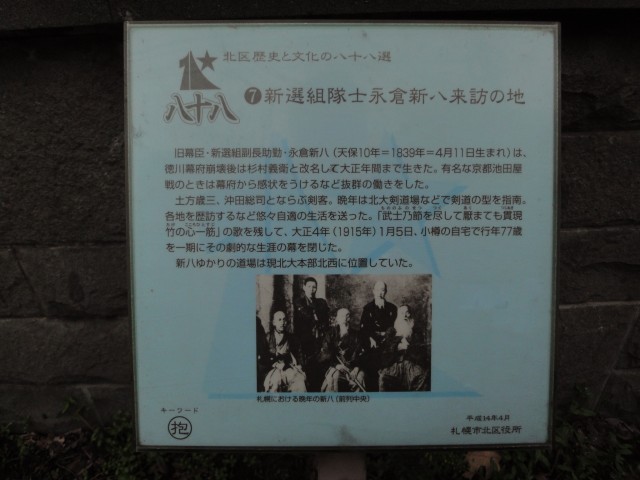 北区歴史と文化の八十八選
八十八
❼新選組隊士永倉新八来訪の地
旧幕臣・新選組副長助勤・永倉新八（天保10年＝1839年＝4月11日生まれ）は、
徳川幕府崩壊後は杉村義衛と改名して大正年間まで生きた。有名な京都池田屋
戦のときは幕府から感状をうけるなど抜群の働きをした。
土方歳三、沖田総司とならぶ剣客。晩年は北大剣道場などで剣の型を指南。
各地を歴訪するなど悠々自適の生活を送った。「武士乃節を尽して厭まても貫現
竹の心一筋」の歌を残して、大正4年（1915年）1月5日、小樽の自宅で行年77歳
を一期にその劇的な生涯の幕を閉じた。
新八ゆかりの道場は現北大本部北西に位置していた。
札幌における晩年の新八（前列中央）
キーワード
抱
平成14年4月
札幌市北区役所